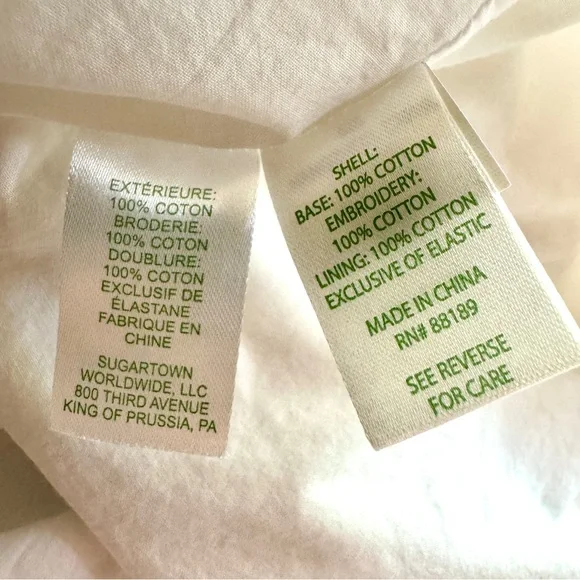 EXTÉRIEURE:
100% COTON
BRODERIE:
100% COTON
DOUBLURE:
100% COTON
EXCLUSIF DE
ÉLASTANE
FABRIQUE EN
CHINE
SUGARTOWN
WORLDWIDE, LLC
800 THIRD AVENUE
KING OF PRUSSIA, PA
SHELL:
BASE: 100% COTTON
EMBROIDERY:
100% COTTON
LINING: 100% COTTON
EXCLUSIVE OF ELASTIC
MADE IN CHINA
RN# 88189
SEE REVERSE
FOR CARE